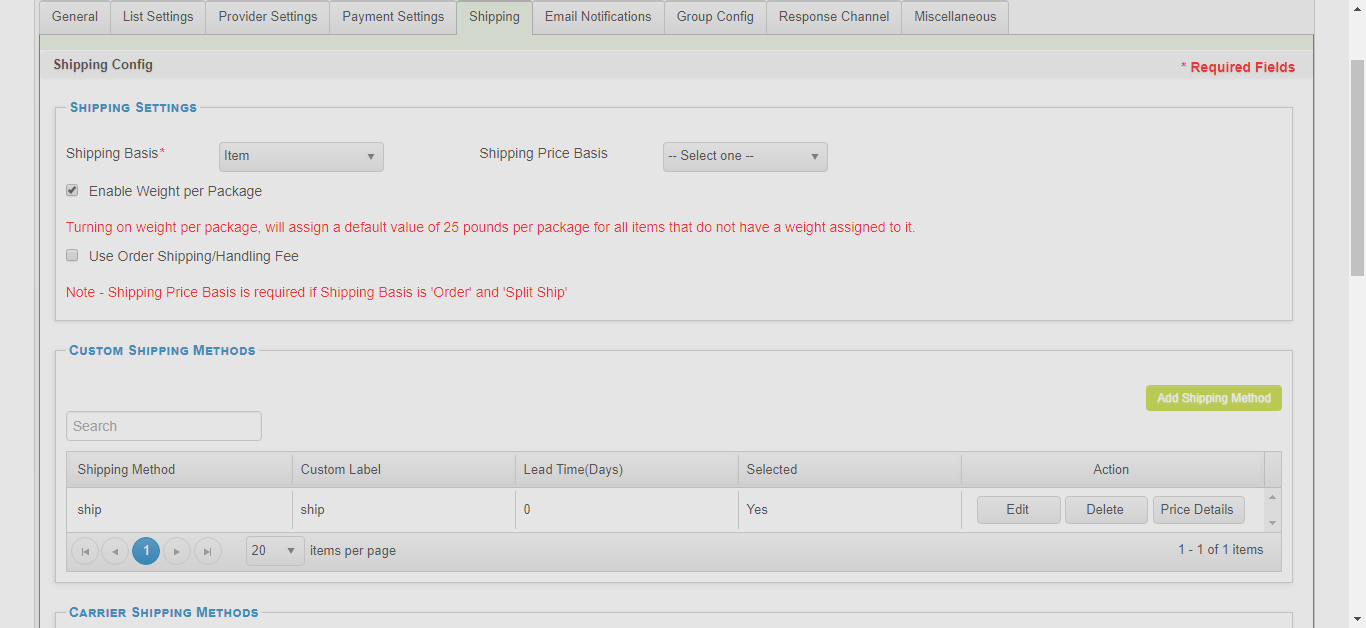 General List Settings Provider Settings Payment Settings Shipping Email Notifications Group Config Response Channel Miscellaneous
Shipping Config
* Required Fields
SHIPPING SETTINGS
Shipping Basis* Item Shipping Price Basis -- Select one --
Enable Weight per Package
Turning on weight per package, will assign a default value of 25 pounds per package for all items that do not have a weight assigned to it.
Use Order Shipping/Handling Fee
Note - Shipping Price Basis is required if Shipping Basis is 'Order' and 'Split Ship'
CUSTOM SHIPPING METHODS
Add Shipping Method
Search
Shipping Method Custom Label Lead Time(Days) Selected Action
ship ship 0 Yes Edit Delete Price Details
1 20 items per page 1 - 1 of 1 items
CARRIER SHIPPING METHODS